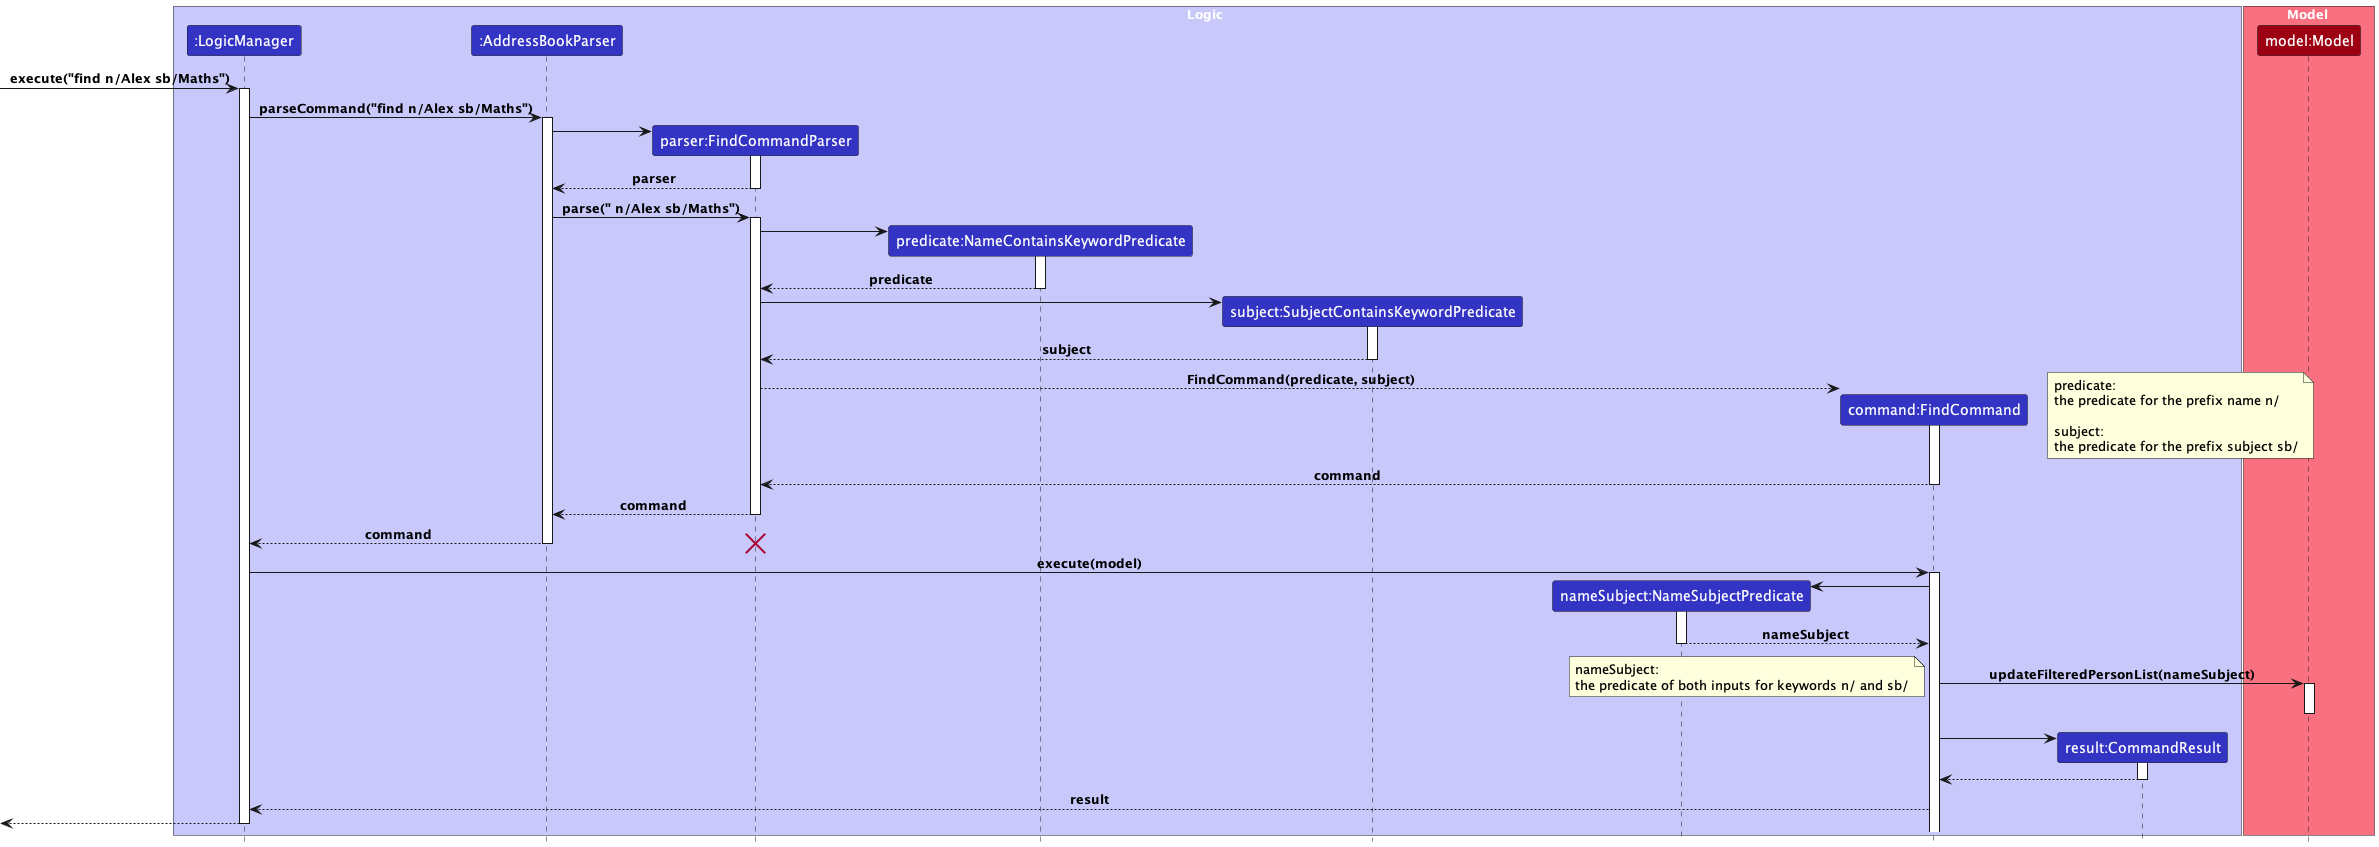 Logic
Model
:LogicManager
:AddressBookParser
model:Model
execute("find n/Alex sb/Maths")
parseCommand("find n/Alex sb/Maths")
parser:FindCommandParser
parser
parse(" n/Alex sb/Maths")
predicate:NameContainsKeywordPredicate
predicate
subject:SubjectContainsKeywordPredicate
subject
FindCommand(predicate, subject)
predicate:
the predicate for the prefix name n/
subject:
the predicate for the prefix subject sb/
command:FindCommand
command
command
command
execute(model)
nameSubject:NameSubjectPredicate
nameSubject
nameSubject:
the predicate of both inputs for keywords n/ and sb/
updateFilteredPersonList(nameSubject)
result:CommandResult
result